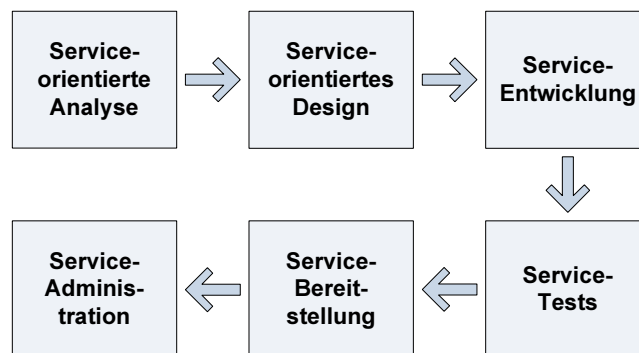 Service-
orientierte
Analyse
Service-
orientiertes
Design
Service-
Entwicklung
Service-
Tests
Service-
Bereit-
stellung
Service-
Adminis-
tration